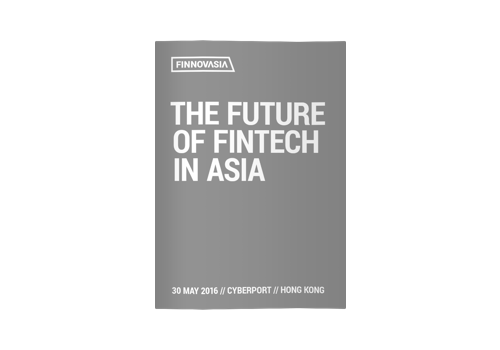 FINNOVASIA
THE FUTURE
OF FINTECH
IN ASIA
30 MAY 2016 // CYBERPORT // HONG KONG